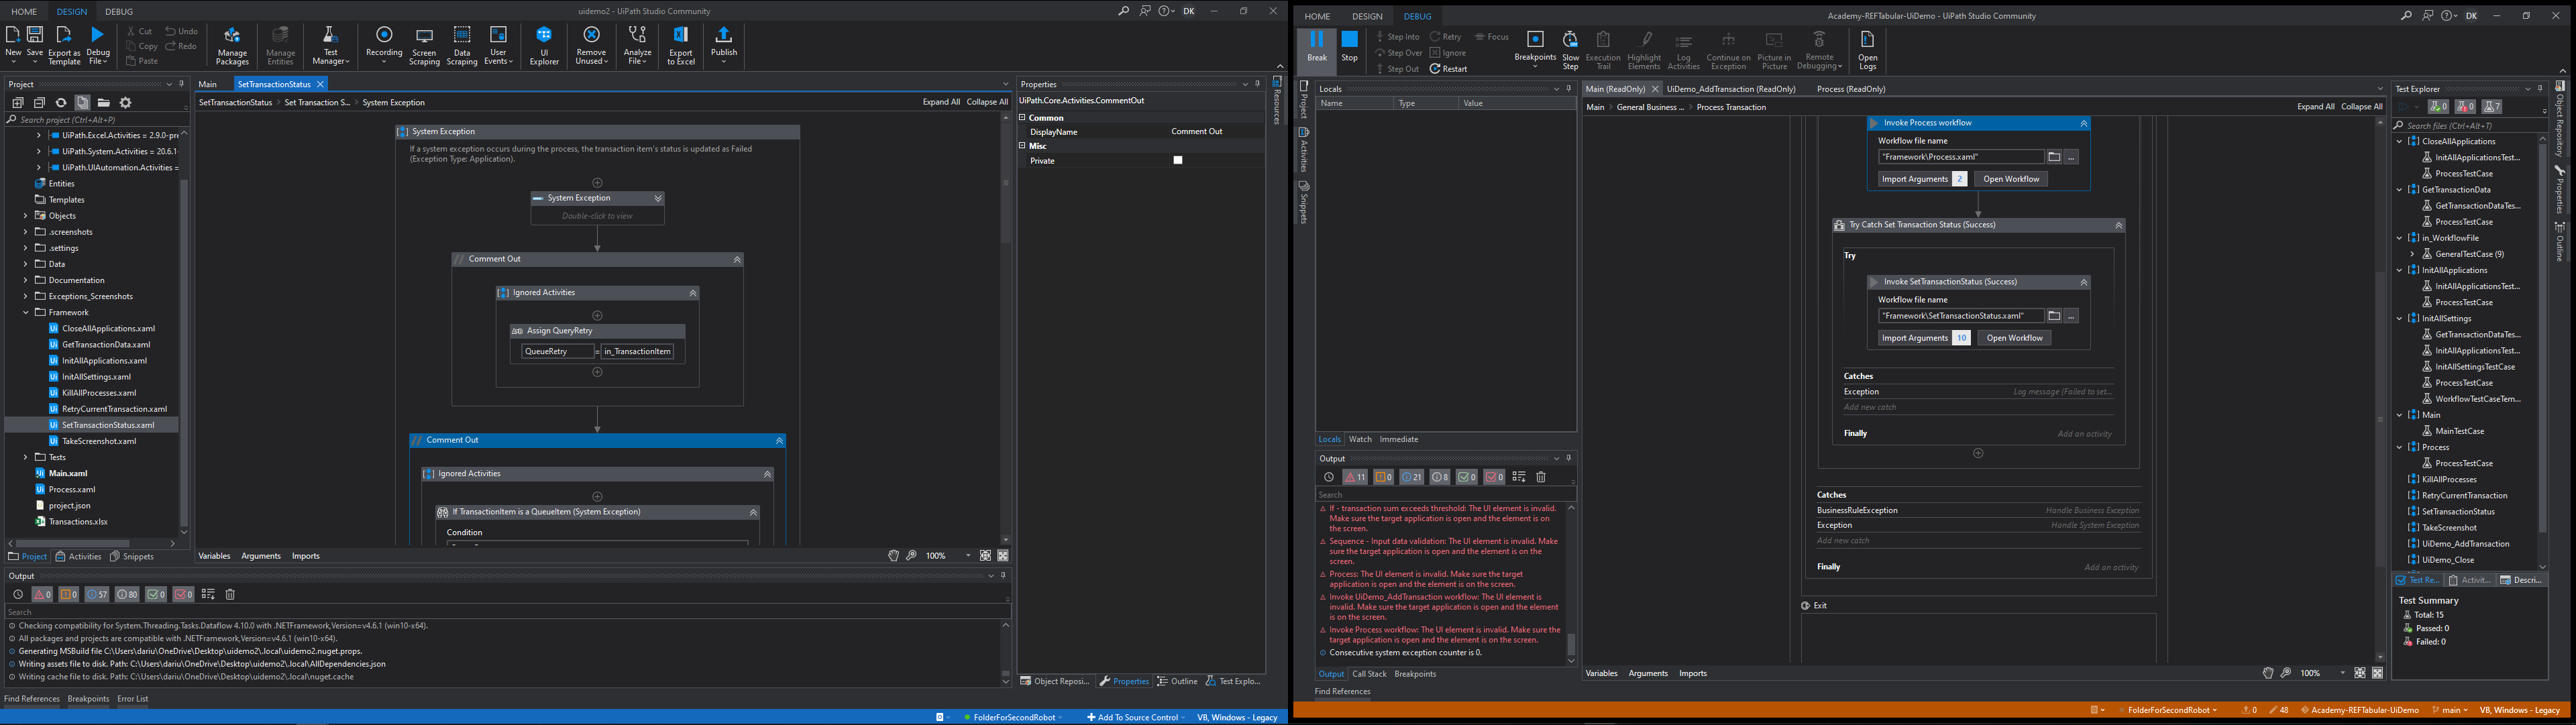 HOME DESIGN DEBUG
uidemo2 - UiPath Studio Community
DK
New
Save
Export as Template
Debug File
Cut
Copy
Paste
Undo
Redo
Manage Packages
Manage Entities
Test Manager
Recording
Screen Scraping
Data Scraping
User Events
UI Explorer
Remove Unused
Analyze File
Export to Excel
Publish
Project
Search project (Ctrl+Alt+P)
UiPath.Excel.Activities = 2.9.0-pre
UiPath.System.Activities = 20.6.1-
UiPath.UIAutomation.Activities =
Entities
Templates
Objects
.screenshots
.settings
Data
Documentation
Exceptions_Screenshots
Framework
CloseAllApplications.xaml
GetTransactionData.xaml
InitAllApplications.xaml
InitAllSettings.xaml
KillAllProcesses.xaml
RetryCurrentTransaction.xaml
SetTransactionStatus.xaml
TakeScreenshot.xaml
Tests
Main.xaml
Process.xaml
project.json
Transactions.xlsx
Project Activities Snippets
Main SetTransactionStatus
SetTransactionStatus > Set Transaction S... > System Exception
Expand All Collapse All
System Exception
If a system exception occurs during the process, the transaction item's status is updated as Failed
(Exception Type: Application).
System Exception
Double-click to view
Comment Out
Ignored Activities
Assign QueryRetry
QueueRetry = in_TransactionItem
Comment Out
Ignored Activities
If TransactionItem is a QueueItem (System Exception)
Condition
Variables Arguments Imports
100%
Properties
UiPath.Core.Activities.CommentOut
Common
DisplayName Comment Out
Misc
Private
Resources
Object Reposi... Properties Outline Test Explo...
Output
0 0 57 80 0 0
Search
Checking compatibility for System.Threading.Tasks.Dataflow 4.10.0 with .NETFramework,Version=v4.6.1 (win10-x64).
All packages and projects are compatible with .NETFramework,Version=v4.6.1 (win10-x64).
Generating MSBuild file C:\Users\dariu\OneDrive\Desktop\uidemo2\.local\uidemo2.nuget.props.
Writing assets file to disk. Path: C:\Users\dariu\OneDrive\Desktop\uidemo2\.local\AllDependencies.json
Writing cache file to disk. Path: C:\Users\dariu\OneDrive\Desktop\uidemo2\.local\nuget.cache
Find References Breakpoints Error List
FolderForSecondRobot Add To Source Control VB, Windows - Legacy
HOME DESIGN DEBUG
Academy-REFTabular-UiDemo - UiPath Studio Community
DK
Break
Stop
Step Into
Step Over
Step Out
Retry
Ignore
Restart
Focus
Breakpoints
Slow Step
Execution Trail
Highlight Elements
Log Activities
Continue on Exception
Picture in Picture
Remote Debugging
Open Logs
Project
Activities
Snippets
Locals
Name Type Value
Locals Watch Immediate
Output
11 0 21 8 0 0
Search
If - transaction sum exceeds threshold: The UI element is invalid.
Make sure the target application is open and the element is on
the screen.
Sequence - Input data validation: The UI element is invalid. Make
sure the target application is open and the element is on the
screen.
Process: The UI element is invalid. Make sure the target
application is open and the element is on the screen.
Invoke UiDemo_AddTransaction workflow: The UI element is
invalid. Make sure the target application is open and the element
is on the screen.
Invoke Process workflow: The UI element is invalid. Make sure the
target application is open and the element is on the screen.
Consecutive system exception counter is 0.
Output Call Stack Breakpoints
Find References
Main (ReadOnly) UiDemo_AddTransaction (ReadOnly) Process (ReadOnly)
Main > General Business ... > Process Transaction
Expand All Collapse All
Invoke Process workflow
Workflow file name
"Framework\Process.xaml" ...
Import Arguments 2 Open Workflow
Try Catch Set Transaction Status (Success)
Try
Invoke SetTransactionStatus (Success)
Workflow file name
"Framework\SetTransactionStatus.xaml" ...
Import Arguments 10 Open Workflow
Catches
Exception Log message (Failed to set...
Add new catch
Finally Add an activity
Catches
BusinessRuleException Handle Business Exception
Exception Handle System Exception
Add new catch
Finally Add an activity
Exit
Variables Arguments Imports
100%
Test Explorer
0 0 7
Search files (Ctrl+Alt+T)
CloseAllApplications
InitAllApplicationsTest...
ProcessTestCase
GetTransactionData
GetTransactionDataTes...
ProcessTestCase
in_WorkflowFile
GeneralTestCase (9)
InitAllApplications
InitAllApplicationsTest...
ProcessTestCase
InitAllSettings
GetTransactionDataTes...
InitAllApplicationsTest...
InitAllSettingsTestCase
ProcessTestCase
WorkflowTestCaseTem...
Main
MainTestCase
Process
ProcessTestCase
KillAllProcesses
RetryCurrentTransaction
SetTransactionStatus
TakeScreenshot
UiDemo_AddTransaction
UiDemo_Close
Test Re... Activit... Descri...
Test Summary
Total: 15
Passed: 0
Failed: 0
Object Repository
Properties
Outline
FolderForSecondRobot 0 48 Academy-REFTabular-UiDemo main VB, Windows - Legacy